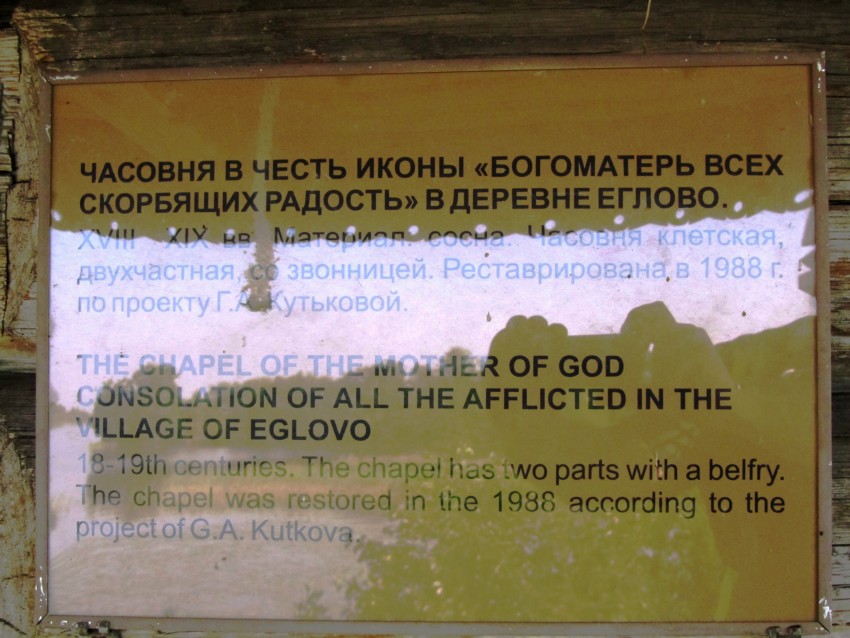 ЧАСОВНЯ В ЧЕСТЬ ИКОНЫ «БОГОМАТЕРЬ ВСЕХ
СКОРБЯЩИХ РАДОСТЬ» В ДЕРЕВНЕ ЕГЛОВО.
XVIII XIX вв. Материал: сосна. Часовня клетская,
двухчастная, со звонницей. Реставрирована в 1988 г.
по проекту Г.А. Кутьковой.
THE CHAPEL OF THE MOTHER OF GOD
CONSOLATION OF ALL THE AFFLICTED IN THE
VILLAGE OF EGLOVO
18-19th centuries. The chapel has two parts with a belfry.
The chapel was restored in the 1988 according to the
project of G.A. Kutkova.